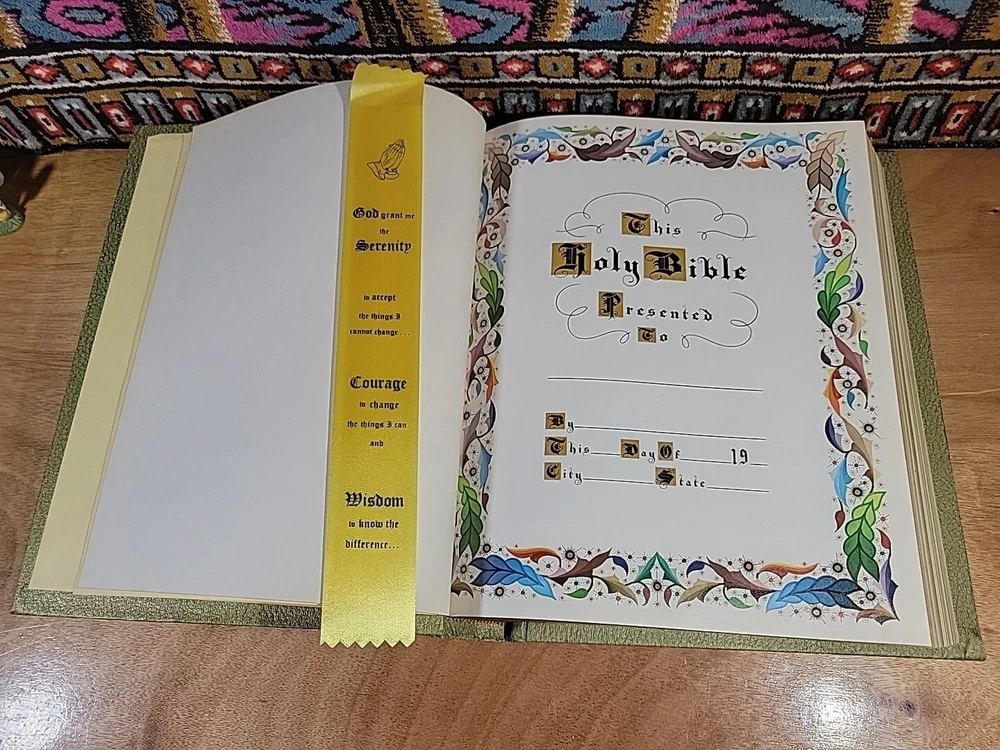 God grant me
the
Serenity
to accept
the things I
cannot change...
Courage
to change
the things I can
and
Wisdom
to know the
difference...
This
Holy Bible
Presented
To
By
This Day Of 19
City State